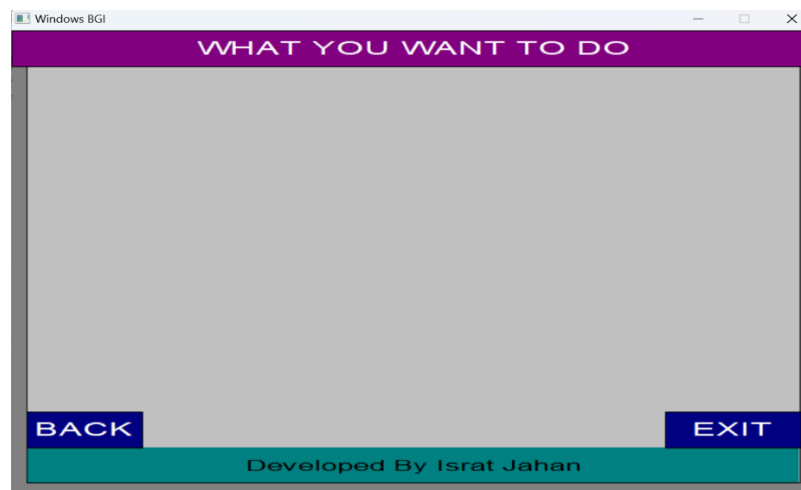 Windows BGI
WHAT YOU WANT TO DO
BACK
EXIT
Developed By Israt Jahan